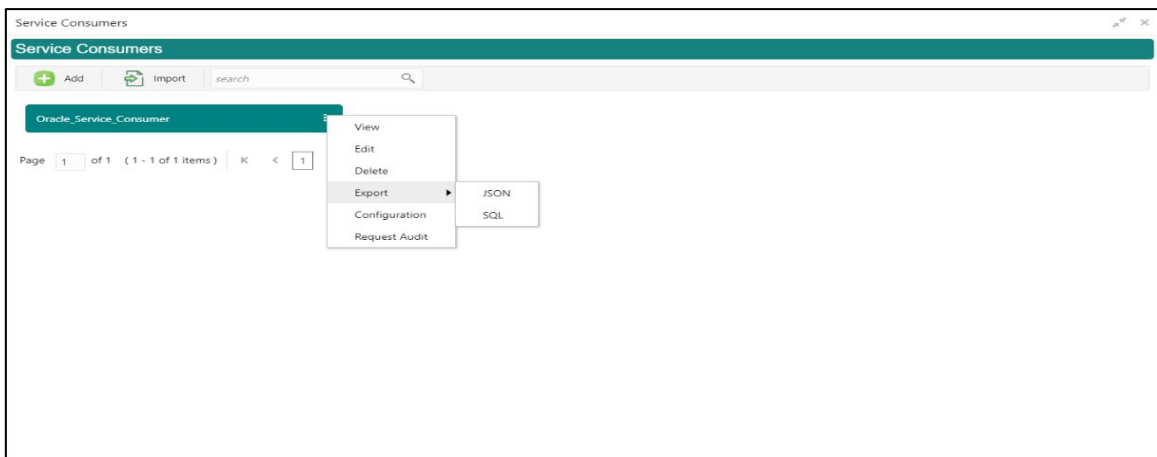 Service Consumers
Service Consumers
Add Import search
Oracle_Service_Consumer
View
Edit
Page 1 of 1 (1 - 1 of 1 items) K < 1
Delete
Export JSON
Configuration SQL
Request Audit